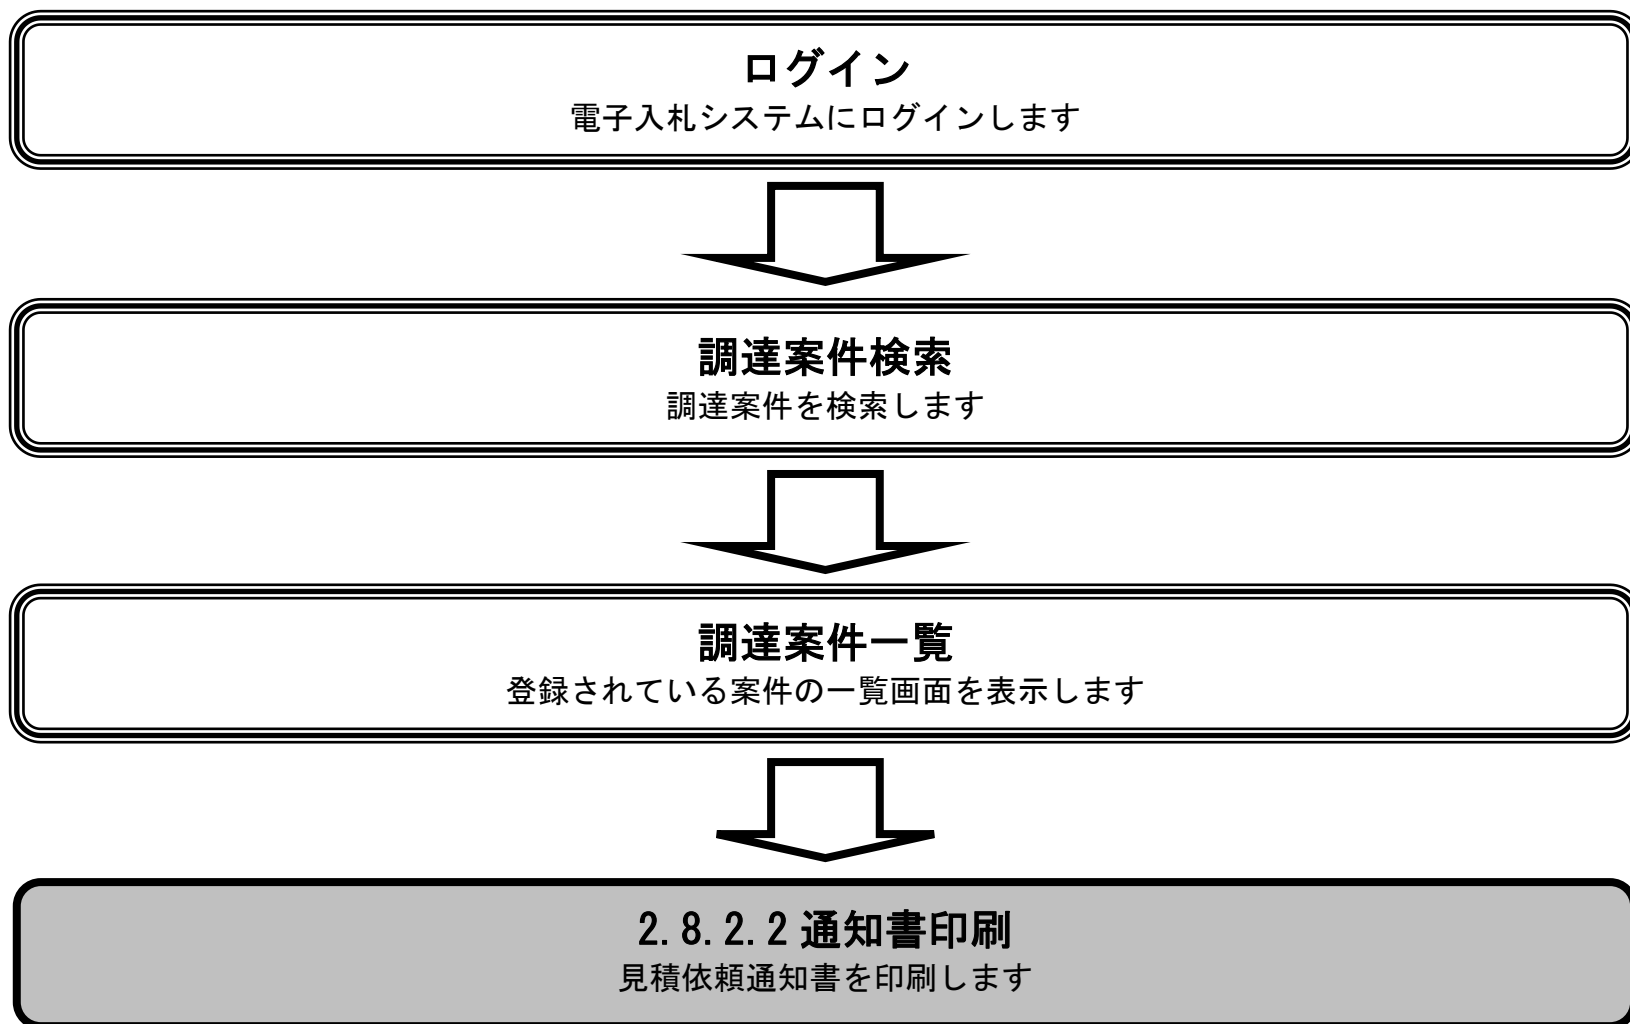 ログイン
電子入札システムにログインします
調達案件検索
調達案件を検索します
調達案件一覧
登録されている案件の一覧画面を表示します
2.8.2.2 通知書印刷
見積依頼通知書を印刷します